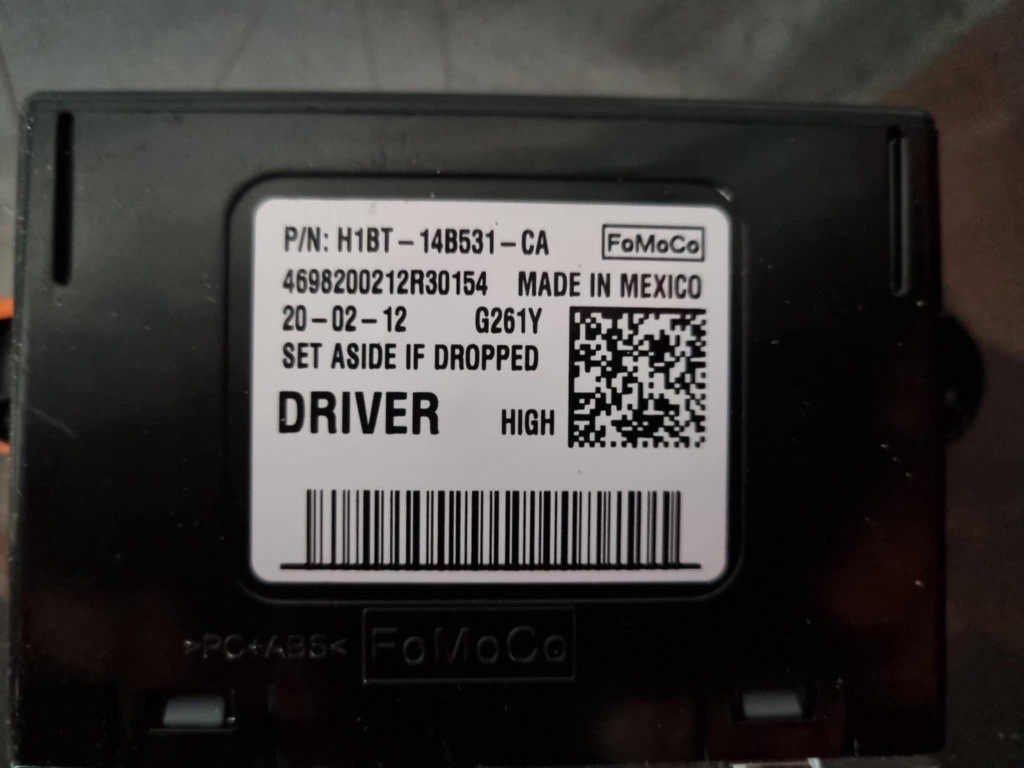 P/N: H1BT-14B531-CA FoMoCo
4698200212R30154 MADE IN MEXICO
20-02-12 G261Y
SET ASIDE IF DROPPED
DRIVER HIGH
>PC+ABS< FoMoCo